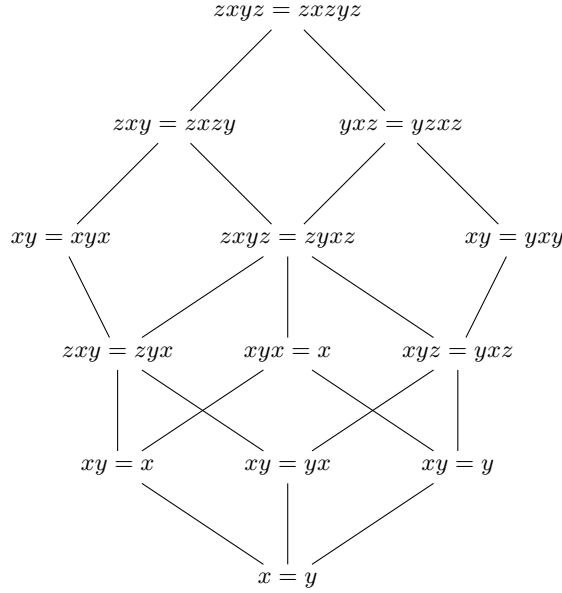 zxyz = zxzyz
zxy = zxzy yxz = yzxz
xy = xyx zxyz = zyxz xy = yxy
zxy = zyx xyx = x xyz = yxz
xy = x xy = yx xy = y
x = y